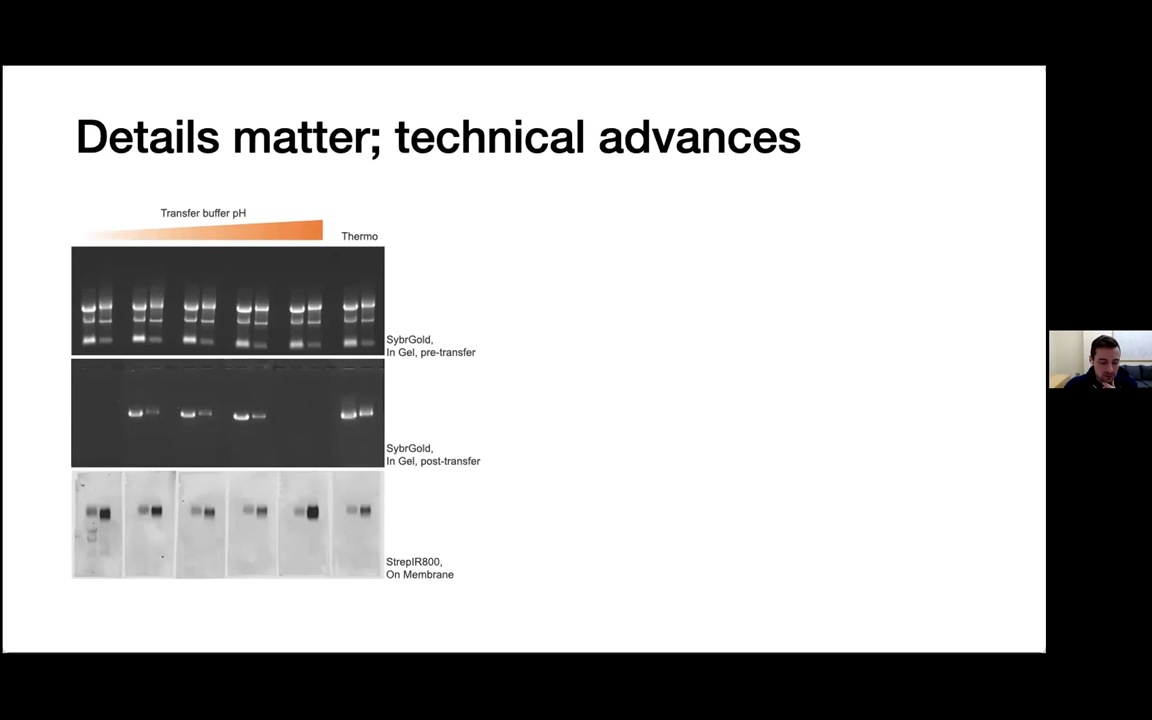 Details matter; technical advances
Transfer buffer pH
Thermo
SybrGold,
In Gel, pre-transfer
SybrGold,
In Gel, post-transfer
StrepIR800,
On Membrane